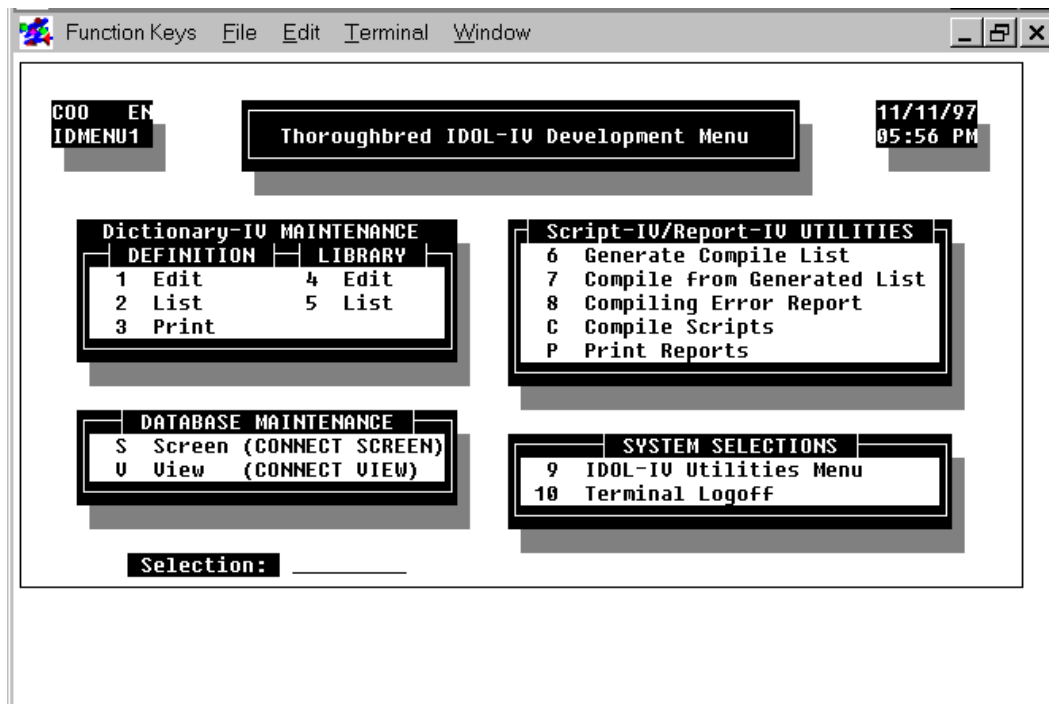 Function Keys File Edit Terminal Window
COO EN
IDMENU1
Thoroughbred IDOL-IV Development Menu
11/11/97
05:56 PM
Dictionary-IV MAINTENANCE
DEFINITION LIBRARY
1 Edit 4 Edit
2 List 5 List
3 Print
Script-IV/Report-IV UTILITIES
6 Generate Compile List
7 Compile from Generated List
8 Compiling Error Report
C Compile Scripts
P Print Reports
DATABASE MAINTENANCE
S Screen (CONNECT SCREEN)
V View (CONNECT VIEW)
SYSTEM SELECTIONS
9 IDOL-IV Utilities Menu
10 Terminal Logoff
Selection: